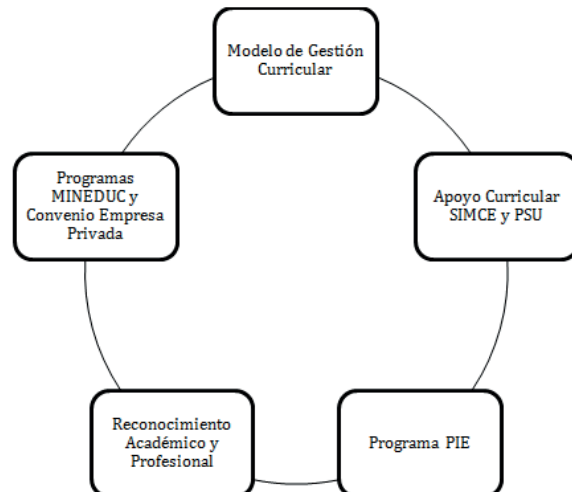 Modelo de Gestión
Curricular
Programas
MINEDUC y
Convenio Empresa
Privada
Apoyo Curricular
SIMCE y PSU
Reconocimiento
Académico y
Profesional
Programa PIE